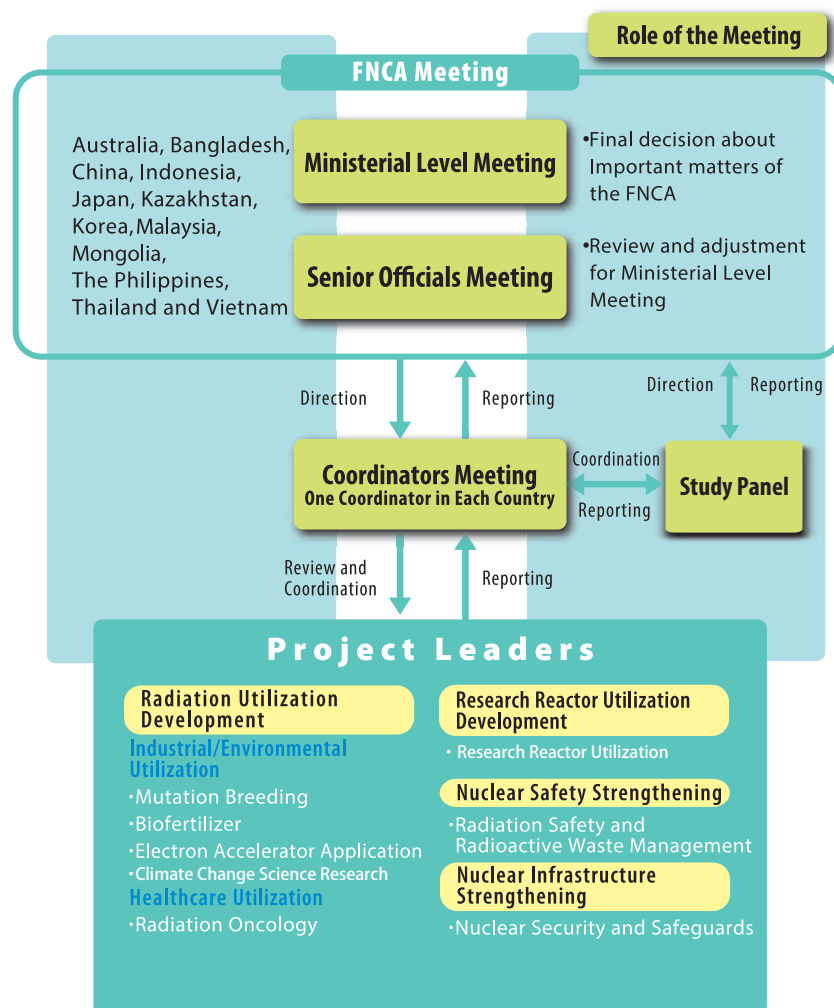 Role of the Meeting
FNCA Meeting
Australia, Bangladesh,
China, Indonesia,
Japan, Kazakhstan,
Korea, Malaysia,
Mongolia,
The Philippines,
Thailand and Vietnam
Ministerial Level Meeting
•Final decision about
Important matters of
the FNCA
Senior Officials Meeting
•Review and adjustment
for Ministerial Level
Meeting
Direction
Reporting
Direction
Reporting
Coordinators Meeting
One Coordinator in Each Country
Coordination
Reporting
Study Panel
Review and
Coordination
Reporting
Project Leaders
Radiation Utilization
Development
Industrial/Environmental
Utilization
・Mutation Breeding
・Biofertilizer
・Electron Accelerator Application
・Climate Change Science Research
Healthcare Utilization
・Radiation Oncology
Research Reactor Utilization
Development
・Research Reactor Utilization
Nuclear Safety Strengthening
・Radiation Safety and
Radioactive Waste Management
Nuclear Infrastructure
Strengthening
・Nuclear Security and Safeguards